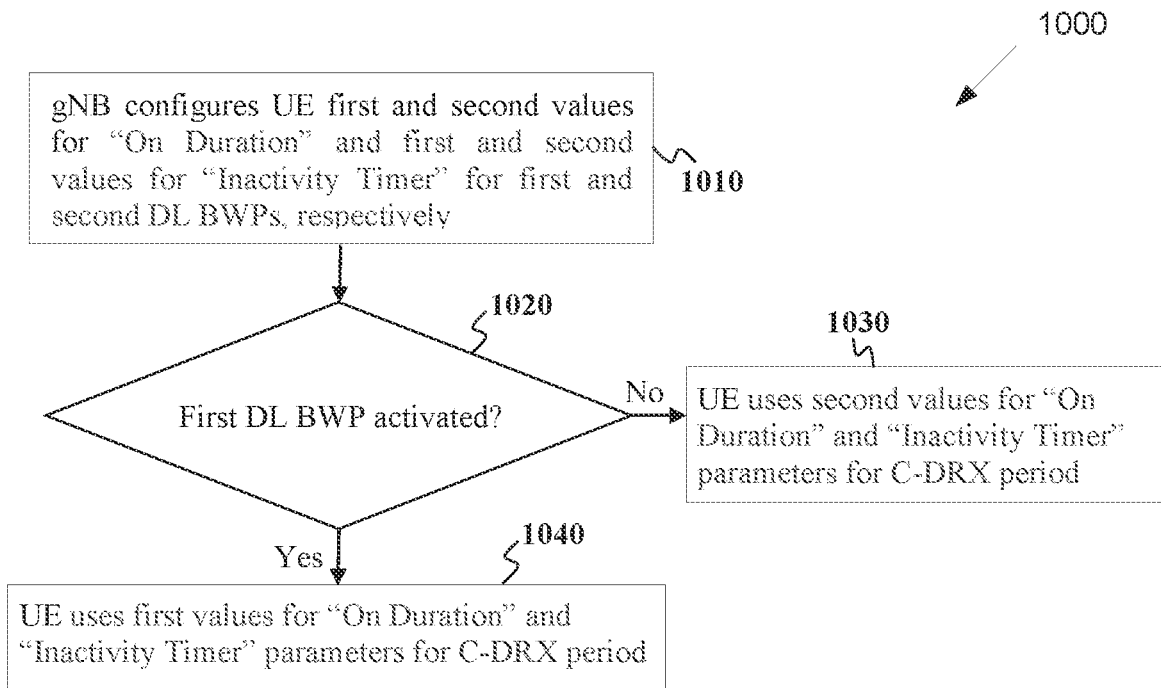 1000
gNB configures UE first and second values
for “On Duration” and first and second
values for “Inactivity Timer” for first and
second DL BWPs, respectively
1010
1020
First DL BWP activated?
No
1030
UE uses second values for “On
Duration” and “Inactivity Timer”
parameters for C-DRX period
Yes
1040
UE uses first values for “On Duration” and
“Inactivity Timer” parameters for C-DRX period